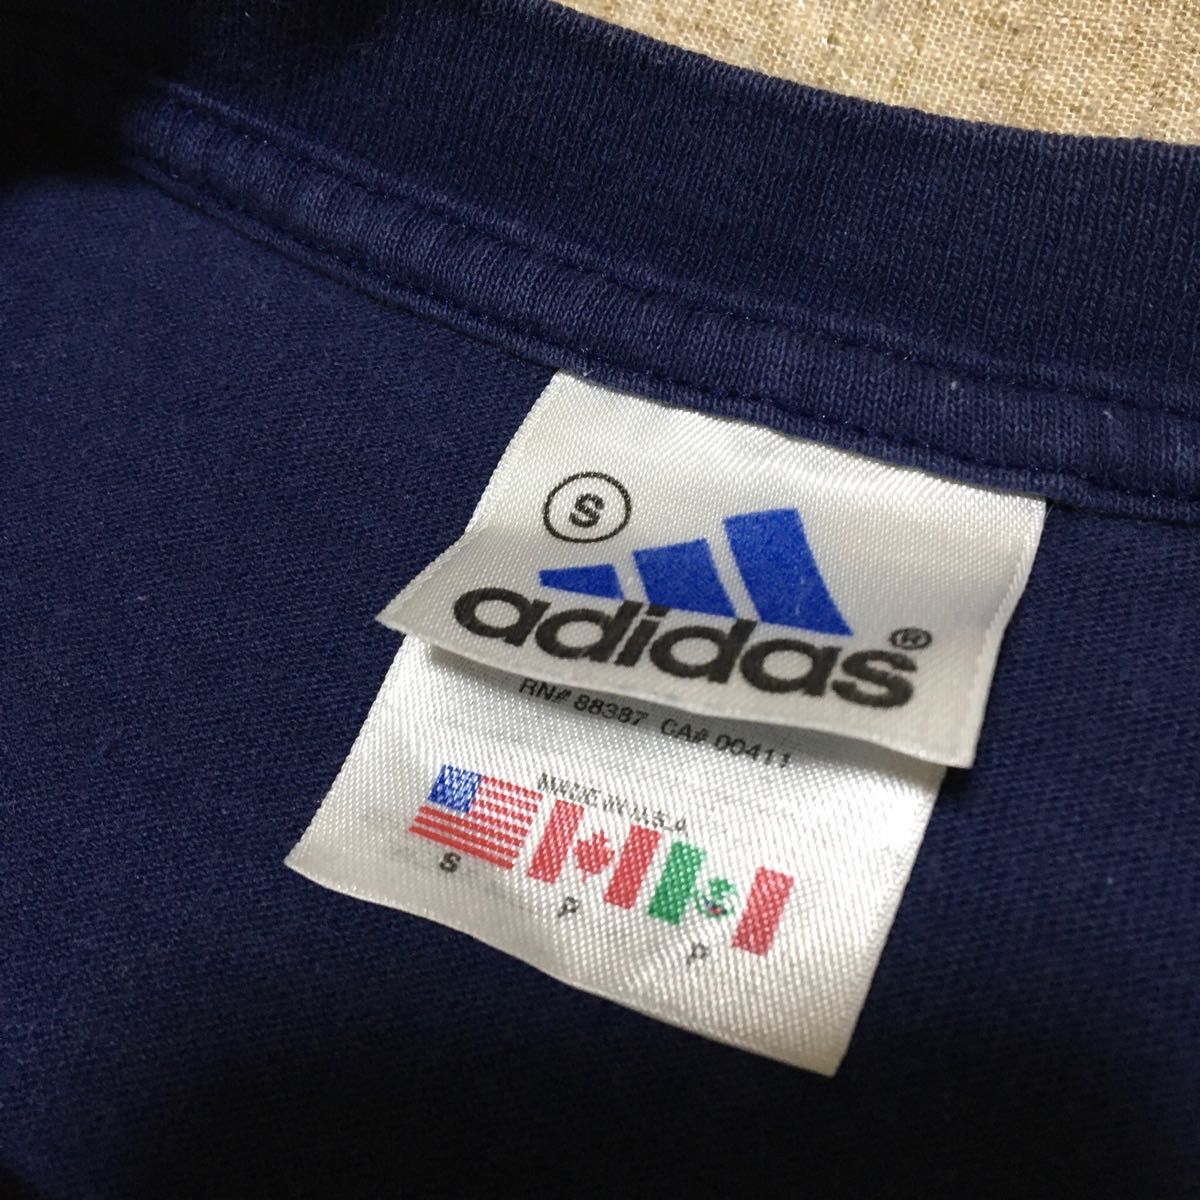 S
adidas®
RN# 88387 CA# 00411
MADE IN U.S.A.
S P P